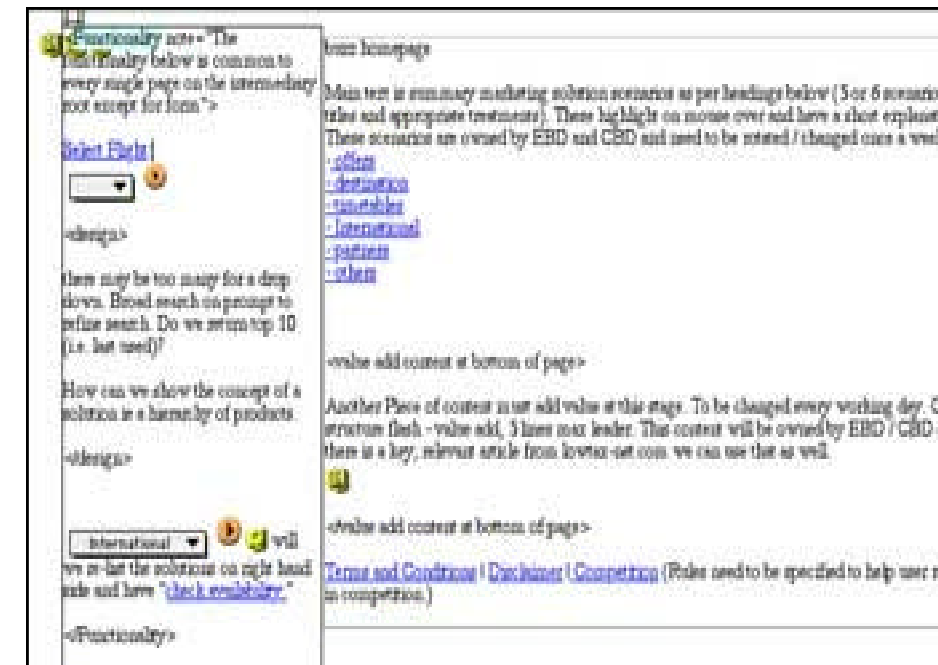 <Functionality note="The
functionality below is common to
every single page on the intermediary
root except for form.">
Select Flight |
<design>
there may be too many for a drop
down. Broad search on prompt to
refine search. Do we return top 10
(i.e. last used)?
How can we show the concept of a
solution is a hierarchy of products.
</design>
International
will
we re-list the solutions on right hand
side and have "check availability."
</Functionality>
homepage
Main text is summary marketing solution scenarios as per headings below (5 or 6 scenario
titles and appropriate treatments). These highlight on mouse over and have a short explanat
These scenarios are owned by EBD and CBD and need to be rotated / changed once a week
- offers
- destination
- timetables
- International
- partners
- others
<value add content at bottom of page>
Another Piece of content must add value at this stage. To be changed every working day. C
structure flash - value add, 3 lines max leader. This content will be owned by EBD / CBD
there is a key, relevant article from lowtax-net.com we can use that as well.
</value add content at bottom of page>
Terms and Conditions | Disclaimer | Competition (Rules need to be specified to help user r
in competition.)